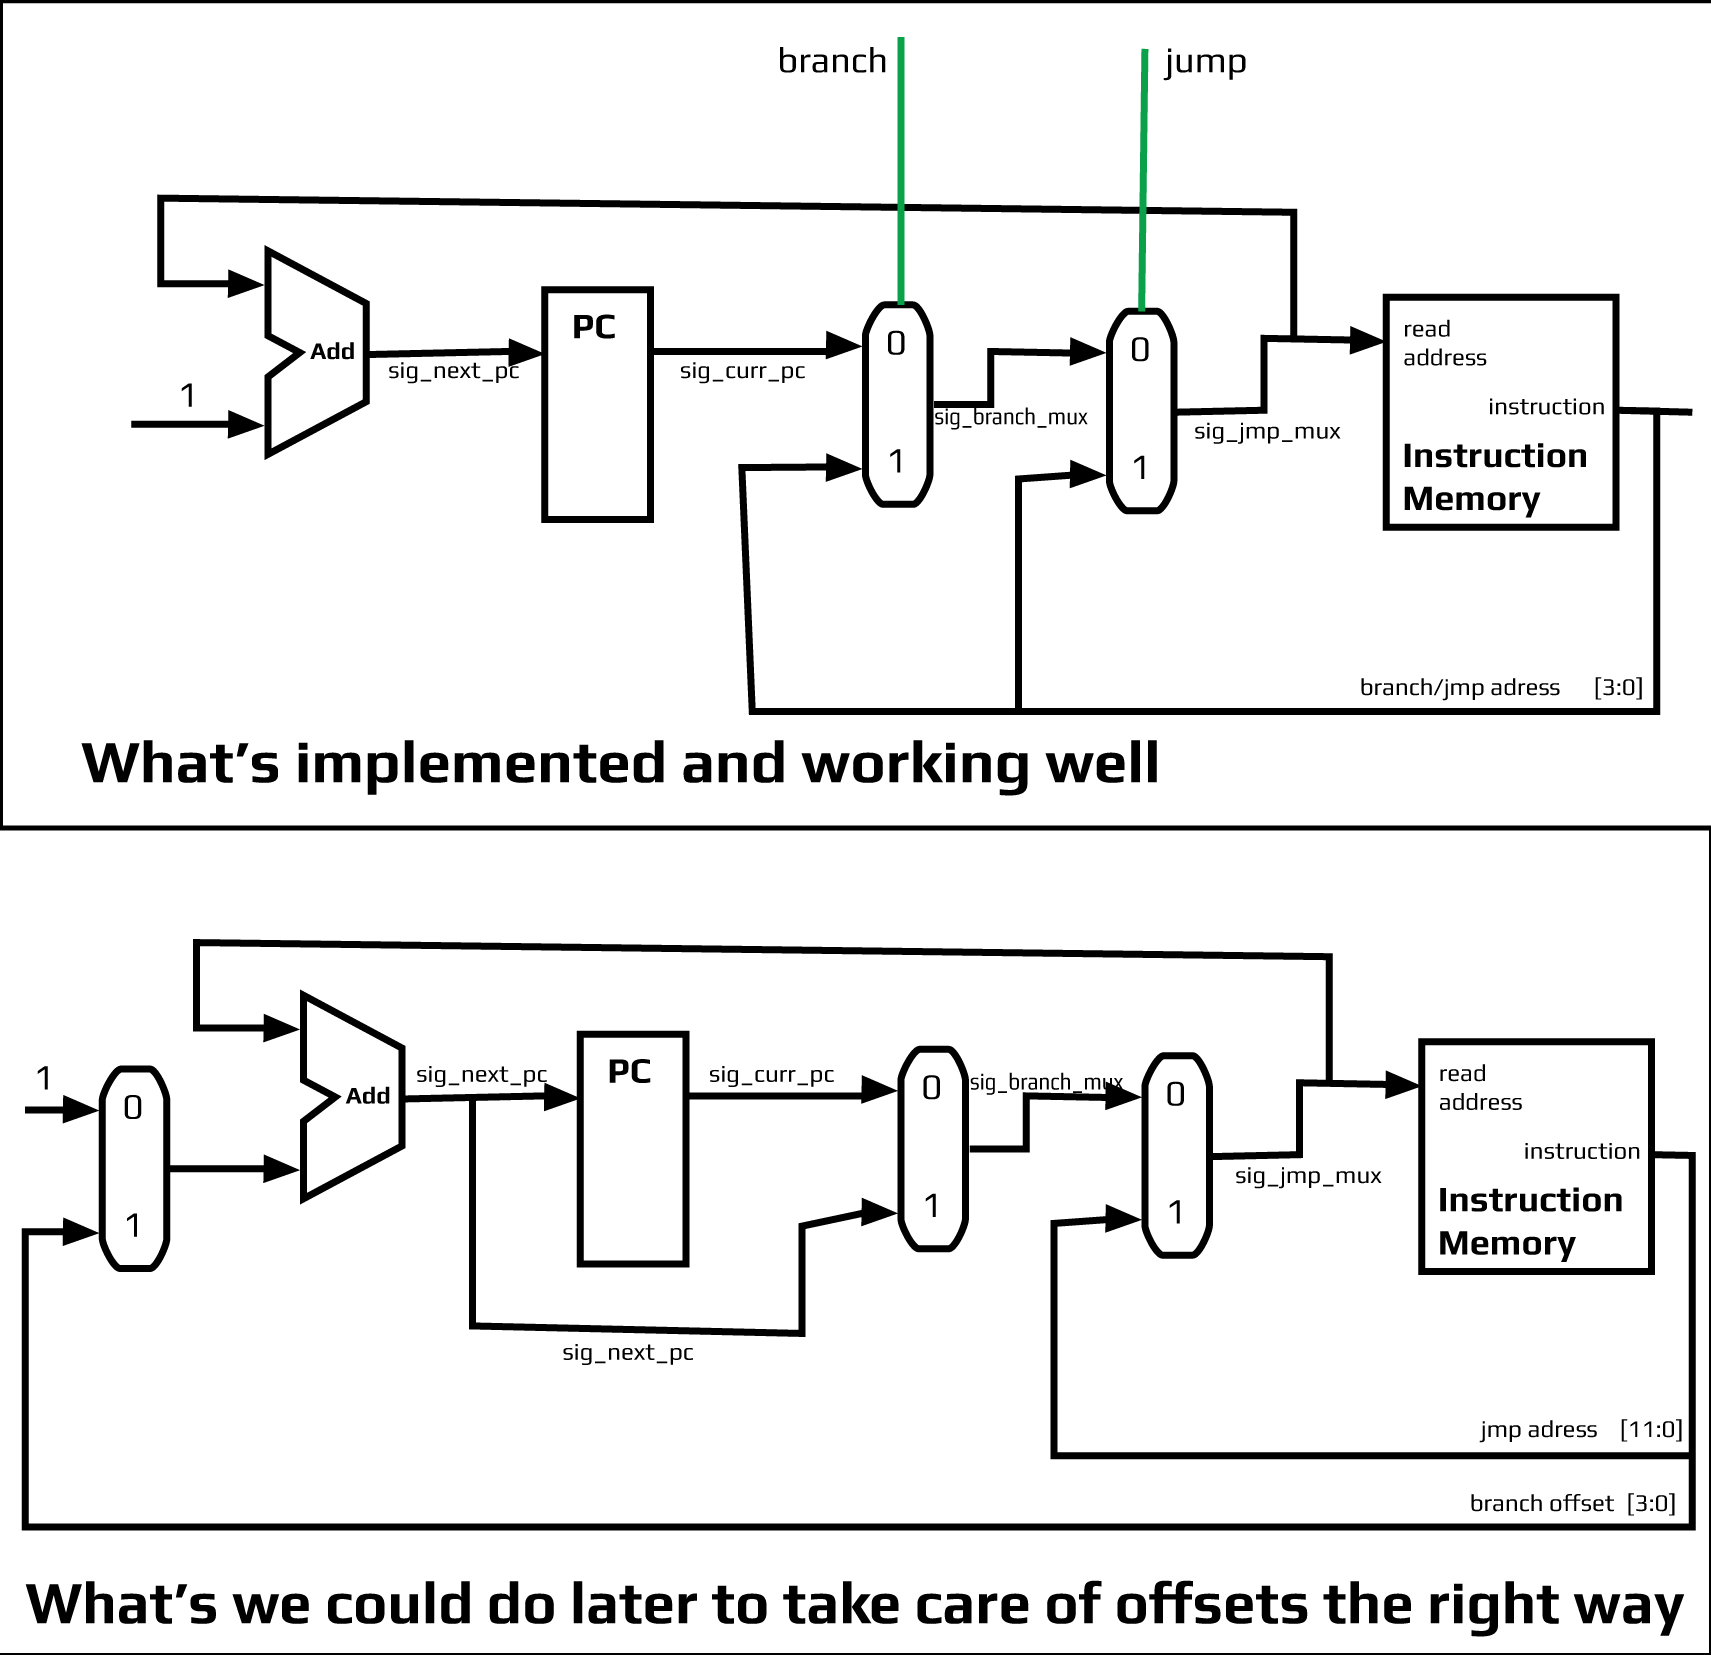 branch
jump
PC
0
0
read
address
Add
sig_next_pc
sig_curr_pc
1
sig_branch_mux
instruction
sig_jmp_mux
1
1
Instruction
Memory
branch/jmp adress [3:0]
What's implemented and working well
1
sig_next_pc
PC
sig_curr_pc
sig_branch_mux
read
address
0
Add
0
0
instruction
sig_jmp_mux
1
1
1
Instruction
Memory
sig_next_pc
jmp adress [11:0]
branch offset [3:0]
What's we could do later to take care of offsets the right way